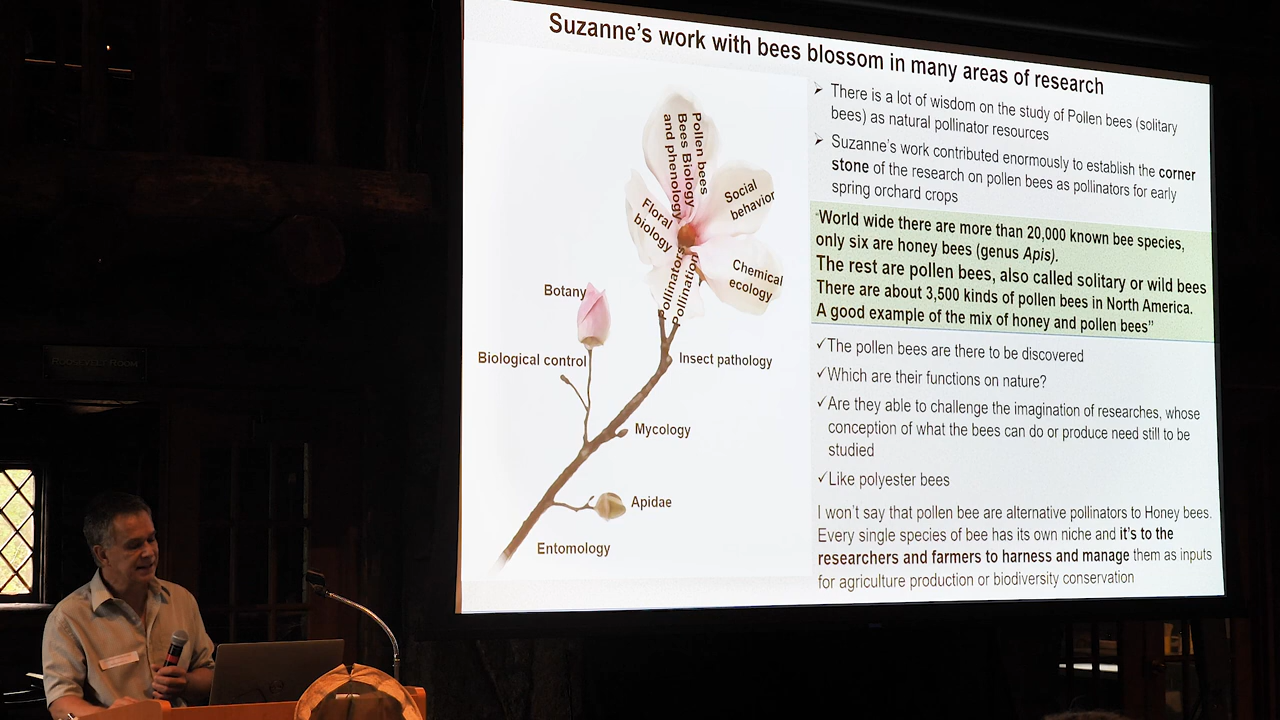 Suzanne's work with bees blossom in many areas of research
Pollen bees
Bees Biology
and phenology
Social
behavior
Floral
biology
Chemical
ecology
Pollinators
Pollination
Botany
Biological control
Insect pathology
Mycology
Apidae
Entomology
➢ There is a lot of wisdom on the study of Pollen bees (solitary
bees) as natural pollinator resources
➢ Suzanne's work contributed enormously to establish the corner
stone of the research on pollen bees as pollinators for early
spring orchard crops
"World wide there are more than 20,000 known bee species,
only six are honey bees (genus Apis).
The rest are pollen bees, also called solitary or wild bees
There are about 3,500 kinds of pollen bees in North America.
A good example of the mix of honey and pollen bees"
✓The pollen bees are there to be discovered
✓Which are their functions on nature?
✓Are they able to challenge the imagination of researches, whose
conception of what the bees can do or produce need still to be
studied
✓Like polyester bees
I won't say that pollen bee are alternative pollinators to Honey bees.
Every single species of bee has its own niche and it's to the
researchers and farmers to harness and manage them as inputs
for agriculture production or biodiversity conservation
ROOSEVELT ROOM